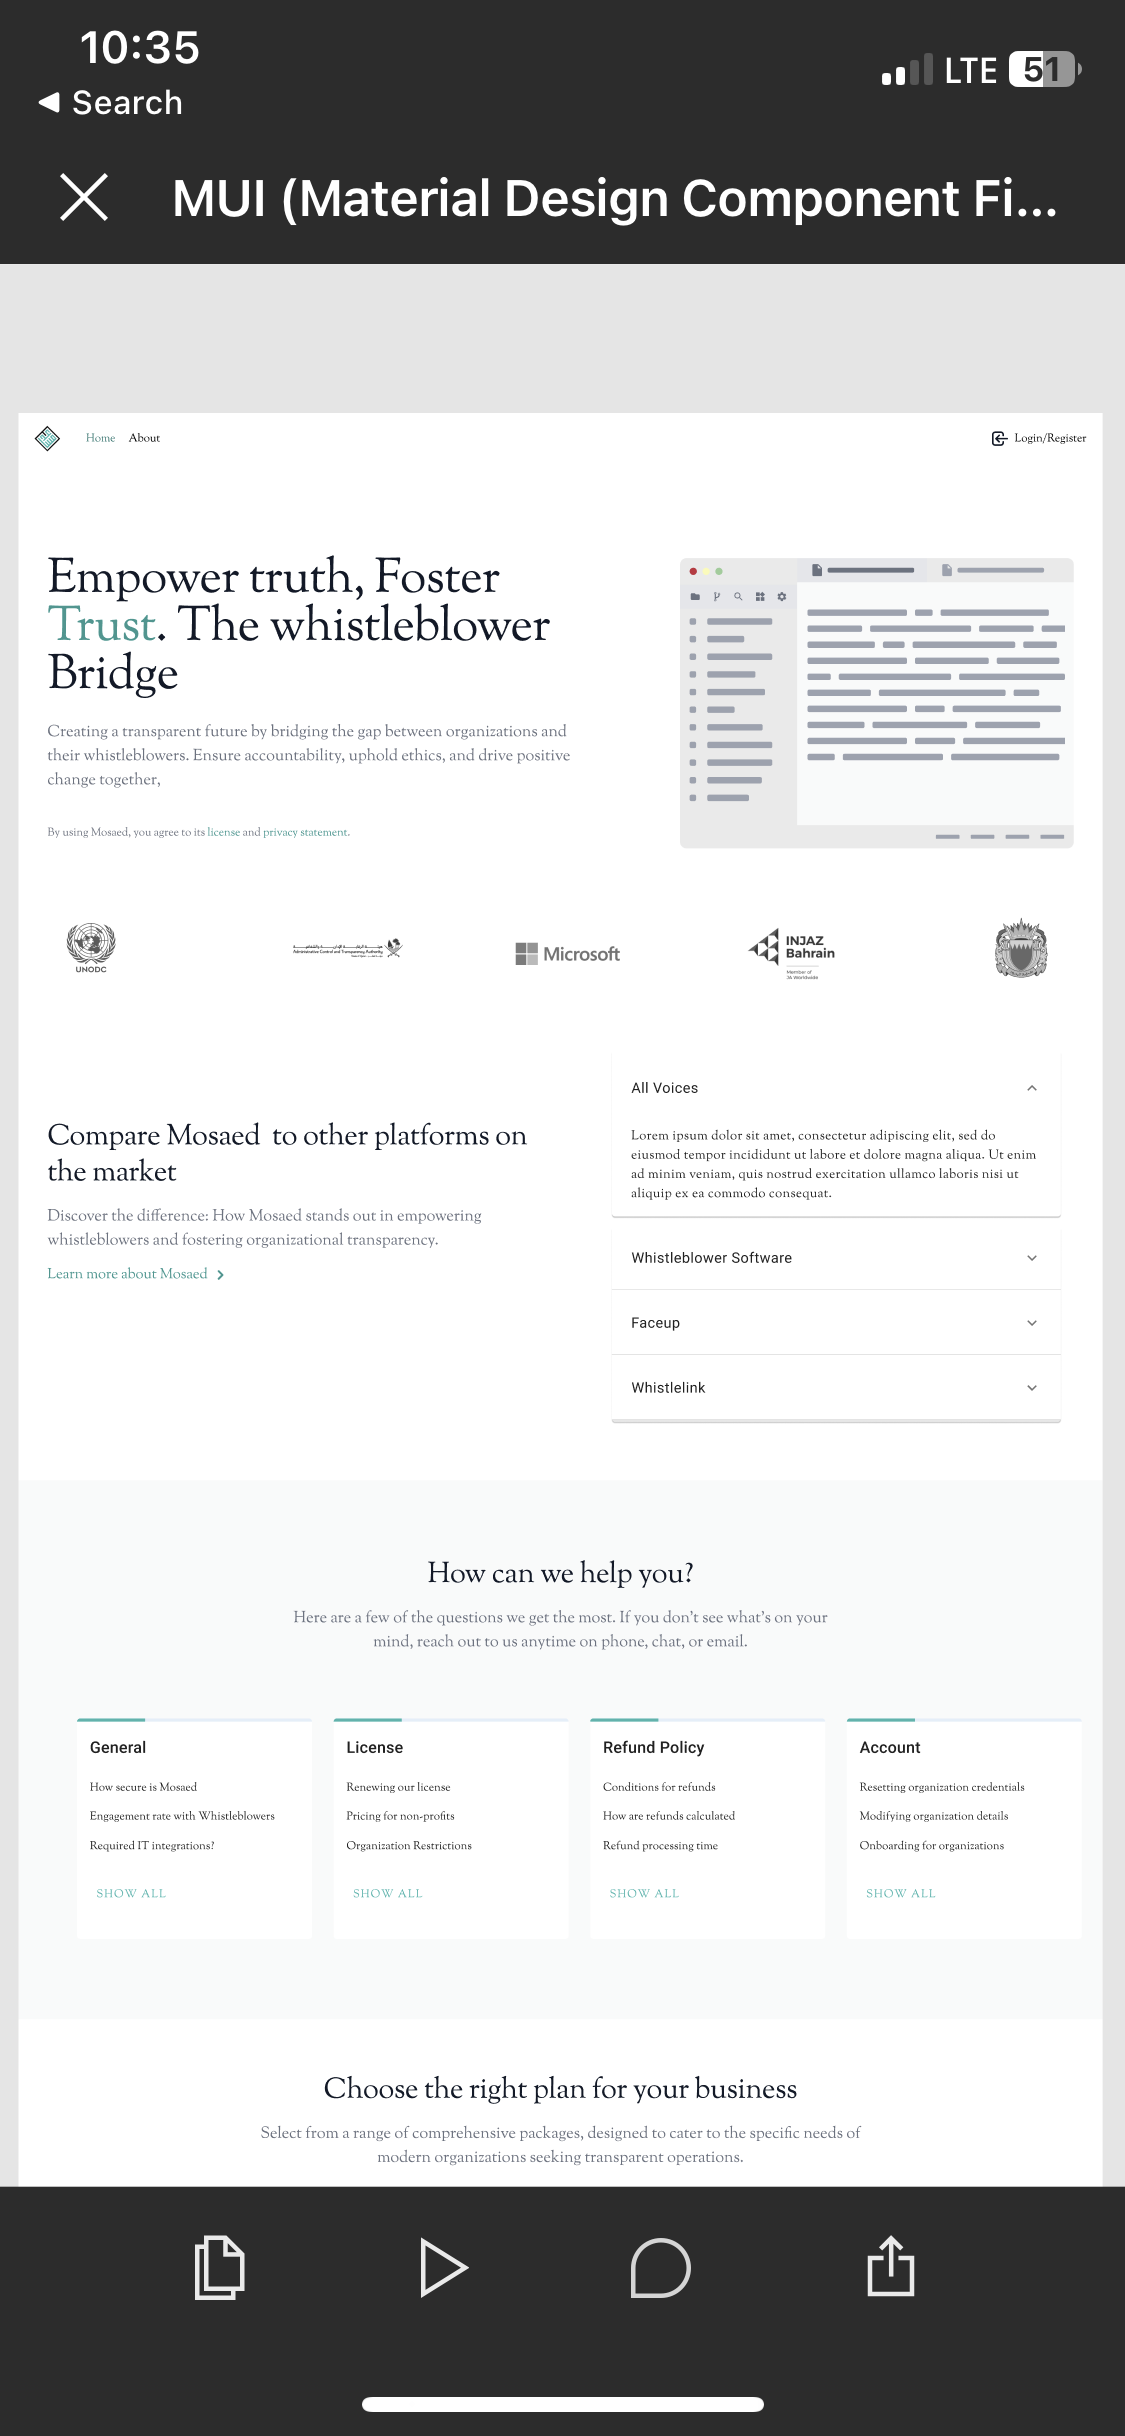 10:35
LTE 51
◀ Search
MUI (Material Design Component Fi...
Home About
Login/Register
Empower truth, Foster
Trust. The whistleblower
Bridge
Creating a transparent future by bridging the gap between organizations and
their whistleblowers. Ensure accountability, uphold ethics, and drive positive
change together,
By using Mosaed, you agree to its license and privacy statement.
UNODC
Administrative Control and Transparency Authority
Microsoft
INJAZ
Bahrain
Member of
JA Worldwide
Compare Mosaed to other platforms on
the market
Discover the difference: How Mosaed stands out in empowering
whistleblowers and fostering organizational transparency.
Learn more about Mosaed
All Voices
Lorem ipsum dolor sit amet, consectetur adipiscing elit, sed do
eiusmod tempor incididunt ut labore et dolore magna aliqua. Ut enim
ad minim veniam, quis nostrud exercitation ullamco laboris nisi ut
aliquip ex ea commodo consequat.
Whistleblower Software
Faceup
Whistlelink
How can we help you?
Here are a few of the questions we get the most. If you don't see what's on your
mind, reach out to us anytime on phone, chat, or email.
General
How secure is Mosaed
Engagement rate with Whistleblowers
Required IT integrations?
SHOW ALL
License
Renewing our license
Pricing for non-profits
Organization Restrictions
SHOW ALL
Refund Policy
Conditions for refunds
How are refunds calculated
Refund processing time
SHOW ALL
Account
Resetting organization credentials
Modifying organization details
Onboarding for organizations
SHOW ALL
Choose the right plan for your business
Select from a range of comprehensive packages, designed to cater to the specific needs of
modern organizations seeking transparent operations.